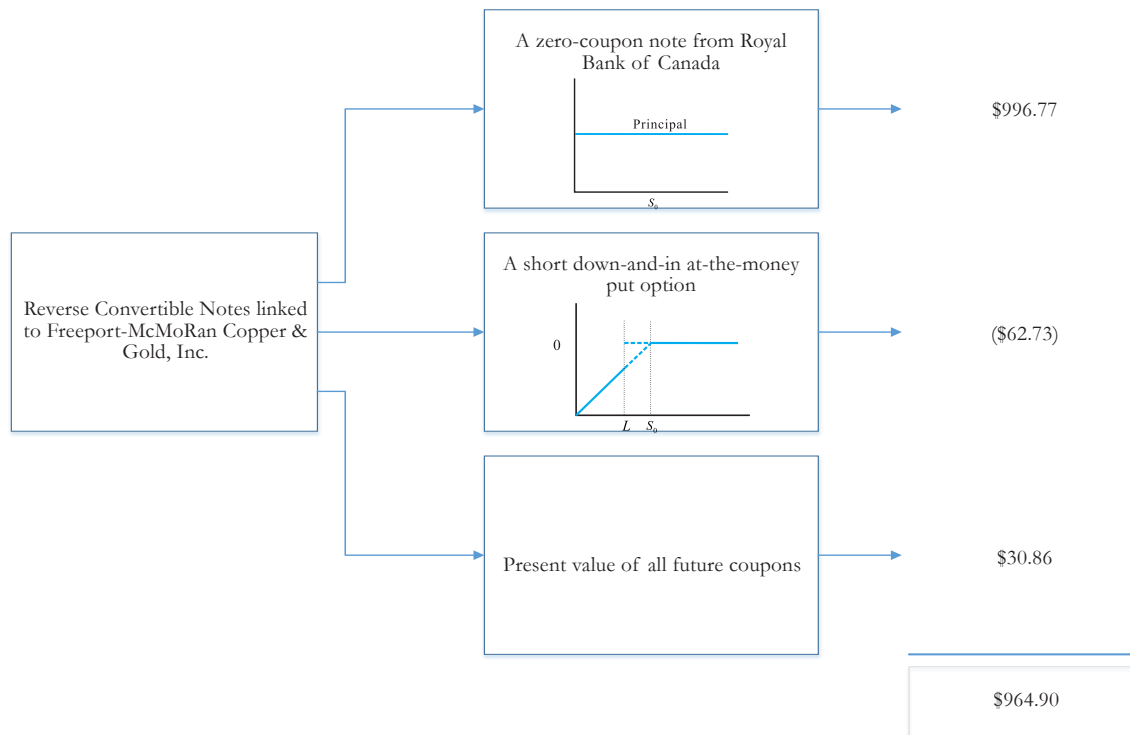 A zero-coupon note from Royal
Bank of Canada
Principal
S₀
$996.77
Reverse Convertible Notes linked
to Freeport-McMoRan Copper &
Gold, Inc.
A short down-and-in at-the-money
put option
0
L S₀
($62.73)
Present value of all future coupons
$30.86
$964.90